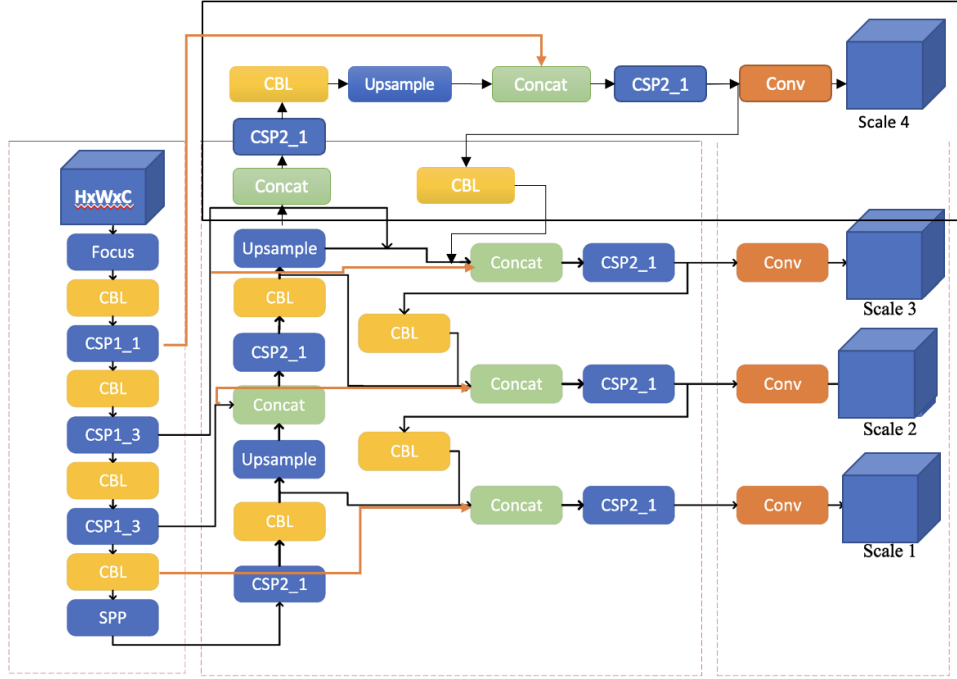 CBL
Upsample
Concat
CSP2_1
Conv
Scale 4
CSP2_1
CBL
Concat
HxWxC
Focus
CBL
CSP1_1
CBL
CSP1_3
CBL
CSP1_3
CBL
SPP
Upsample
CBL
CSP2_1
Concat
Upsample
CBL
CSP2_1
Concat
CSP2_1
Conv
Scale 3
CBL
Concat
CSP2_1
Conv
Scale 2
CBL
Concat
CSP2_1
Conv
Scale 1